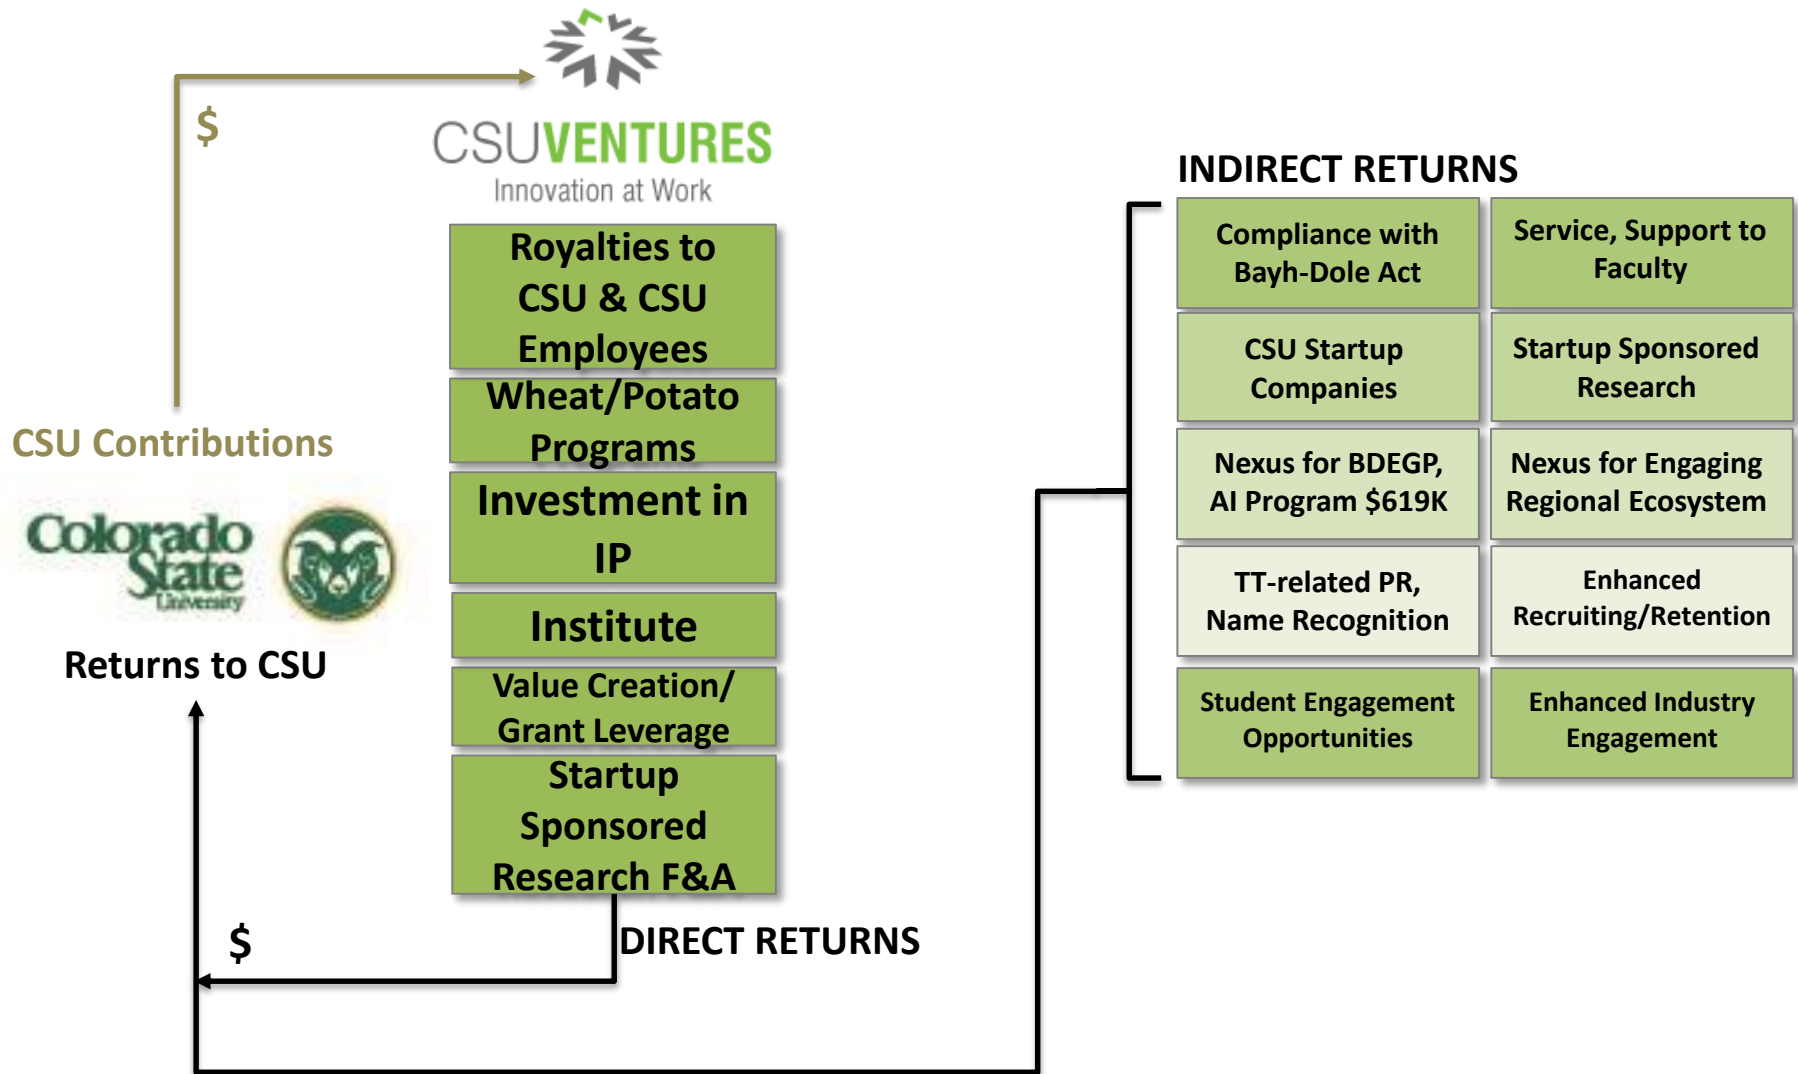 $
CSUVENTURES
Innovation at Work
Royalties to
CSU & CSU
Employees
Wheat/Potato
Programs
Investment in
IP
Institute
Value Creation/
Grant Leverage
Startup
Sponsored
Research F&A
CSU Contributions
Colorado
State
University
Returns to CSU
$
DIRECT RETURNS
INDIRECT RETURNS
Compliance with
Bayh-Dole Act
Service, Support to
Faculty
CSU Startup
Companies
Startup Sponsored
Research
Nexus for BDEGP,
AI Program $619K
Nexus for Engaging
Regional Ecosystem
TT-related PR,
Name Recognition
Enhanced
Recruiting/Retention
Student Engagement
Opportunities
Enhanced Industry
Engagement